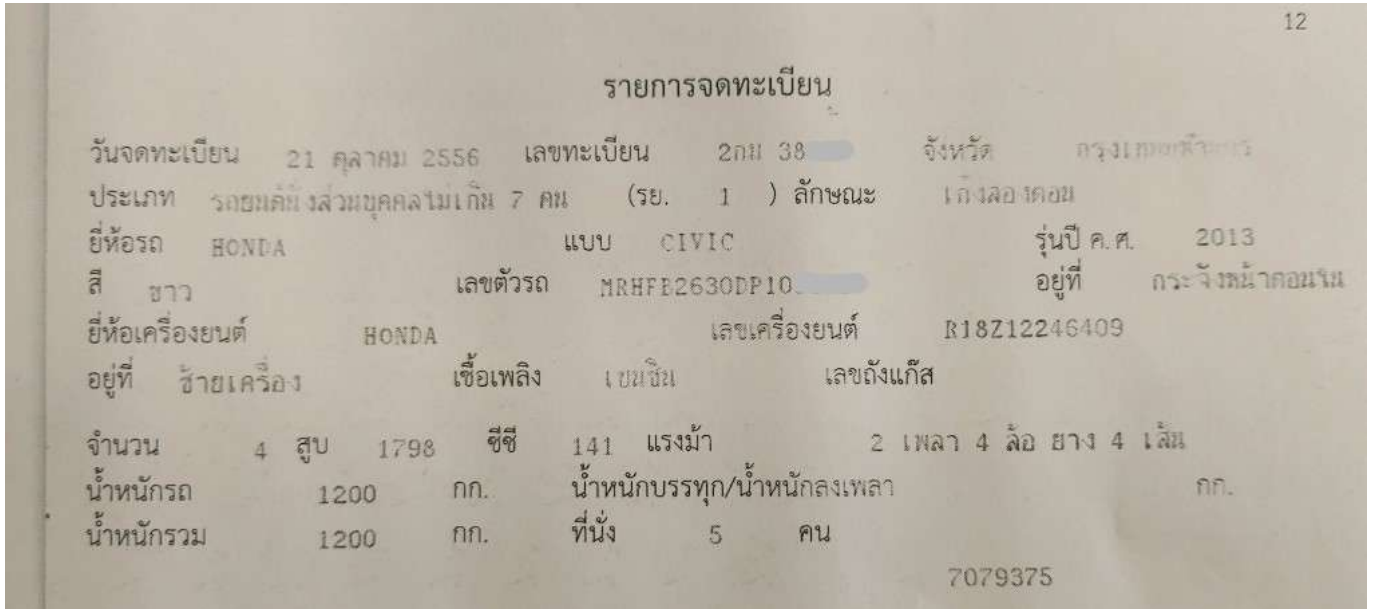 12
รายการจดทะเบียน
วันจดทะเบียน 21 ตุลาคม 2556 เลขทะเบียน 2กม 38 จังหวัด กรุงเทพมหานคร
ประเภท รถยนต์นั่งส่วนบุคคลไม่เกิน 7 คน (รย. 1 ) ลักษณะ เก๋งสองตอน
ยี่ห้อรถ HONDA แบบ CIVIC รุ่นปี ค.ศ. 2013
สี ขาว เลขตัวรถ MRHFB2630DP10 อยู่ที่ กระจังหน้าตอนใน
ยี่ห้อเครื่องยนต์ HONDA เลขเครื่องยนต์ R18Z12246409
อยู่ที่ ซ้ายเครื่อง เชื้อเพลิง เบนซิน เลขถังแก๊ส
จำนวน 4 สูบ 1798 ซีซี 141 แรงม้า 2 เพลา 4 ล้อ ยาง 4 เส้น
น้ำหนักรถ 1200 กก. น้ำหนักบรรทุก/น้ำหนักลงเพลา กก.
น้ำหนักรวม 1200 กก. ที่นั่ง 5 คน
7079375